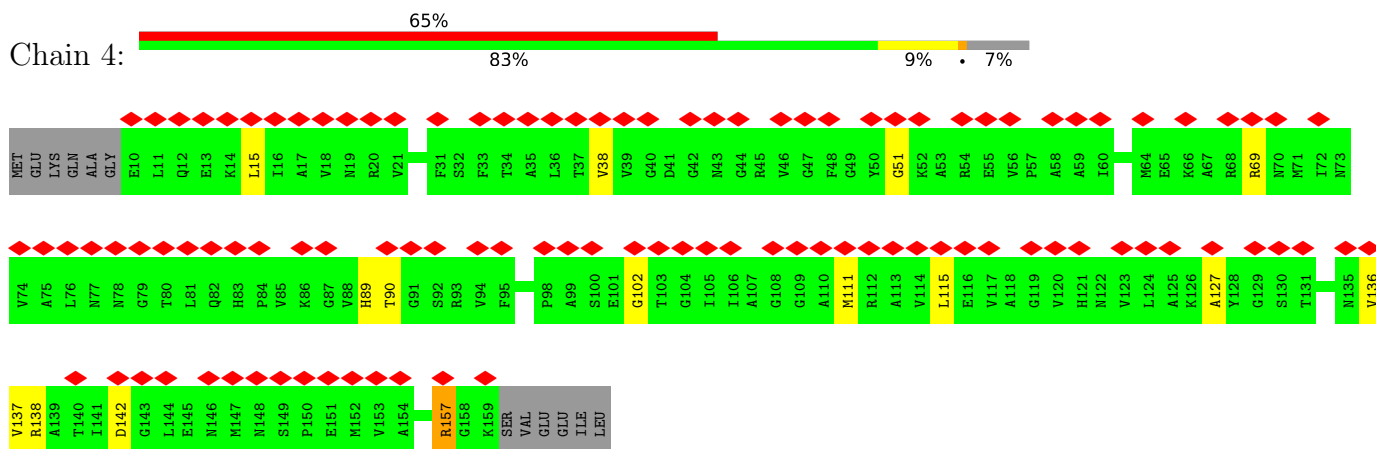 65%
Chain 4:
83% 9% • 7%
MET GLU LYS GLN ALA GLY E10 L11 Q12 E13 K14 L15 I16 A17 V18 N19 R20 V21 F31 S32 F33 T34 A35 L36 T37 V38 V39 G40 D41 G42 N43 G44 R45 V46 G47 F48 G49 Y50 G51 K52 A53 R54 E55 V56 P57 A58 A59 I60 M64 E65 K66 A67 R68 R69 N70 M71 I72 N73
V74 A75 L76 N77 N78 G79 T80 L81 Q82 H83 P84 V85 K86 G87 V88 H89 T90 G91 S92 R93 V94 F95 P98 A99 S100 E101 G102 T103 G104 I105 I106 A107 G108 G109 A110 M111 R112 A113 V114 L115 E116 V117 A118 G119 V120 H121 N122 V123 L124 A125 K126 A127 Y128 G129 S130 T131 N135 V136
V137 R138 A139 T140 I141 D142 G143 L144 E145 N146 M147 N148 S149 P150 E151 M152 V153 A154 R157 G158 K159 SER VAL GLU GLU ILE LEU